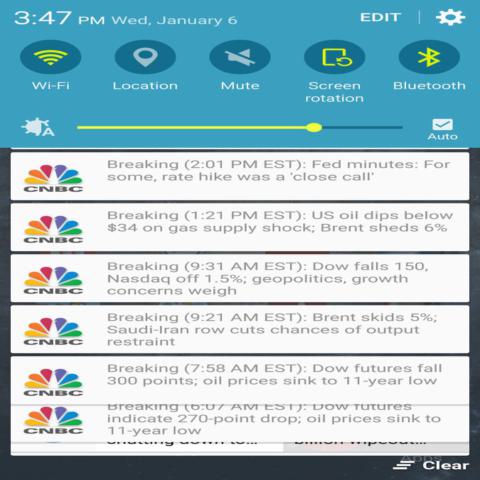 3:47 PM Wed, January 6 EDIT
Wi-Fi Location Mute Screen rotation Bluetooth
A Auto
CNBC Breaking (2:01 PM EST): Fed minutes: For
some, rate hike was a 'close call'
CNBC Breaking (1:21 PM EST): US oil dips below
$34 on gas supply shock; Brent sheds 6%
CNBC Breaking (9:31 AM EST): Dow falls 150,
Nasdaq off 1.5%; geopolitics, growth
concerns weigh
CNBC Breaking (9:21 AM EST): Brent skids 5%;
Saudi-Iran row cuts chances of output
restraint
CNBC Breaking (7:58 AM EST): Dow futures fall
300 points; oil prices sink to 11-year low
CNBC Breaking (6:07 AM EST): Dow futures
indicate 270-point drop; oil prices sink to
11-year low
shutting down to... billion wipeout...
Apps
Clear